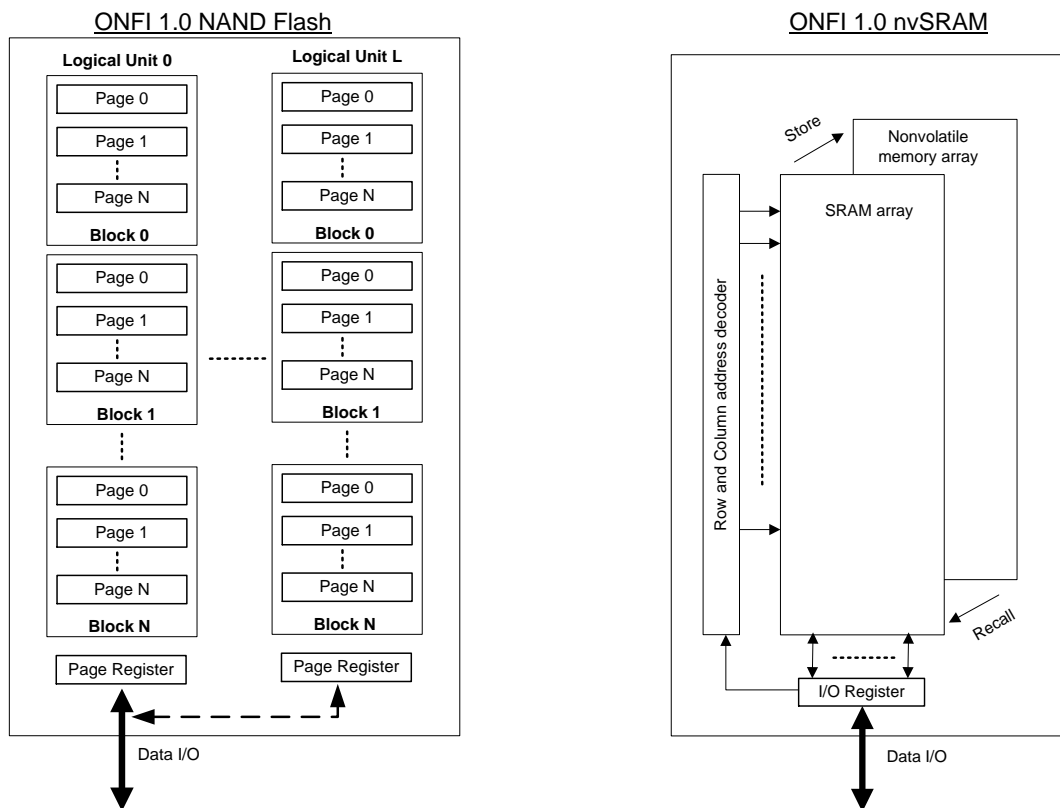 ONFI 1.0 NAND Flash
Logical Unit 0
Page 0
Page 1
Page N
Block 0
Page 0
Page 1
Page N
Block 1
Page 0
Page 1
Page N
Block N
Page Register
Logical Unit L
Page 0
Page 1
Page N
Block 0
Page 0
Page 1
Page N
Block 1
Page 0
Page 1
Page N
Block N
Page Register
Data I/O
ONFI 1.0 nvSRAM
Store
Nonvolatile
memory array
SRAM array
Row and Column address decoder
Recall
I/O Register
Data I/O